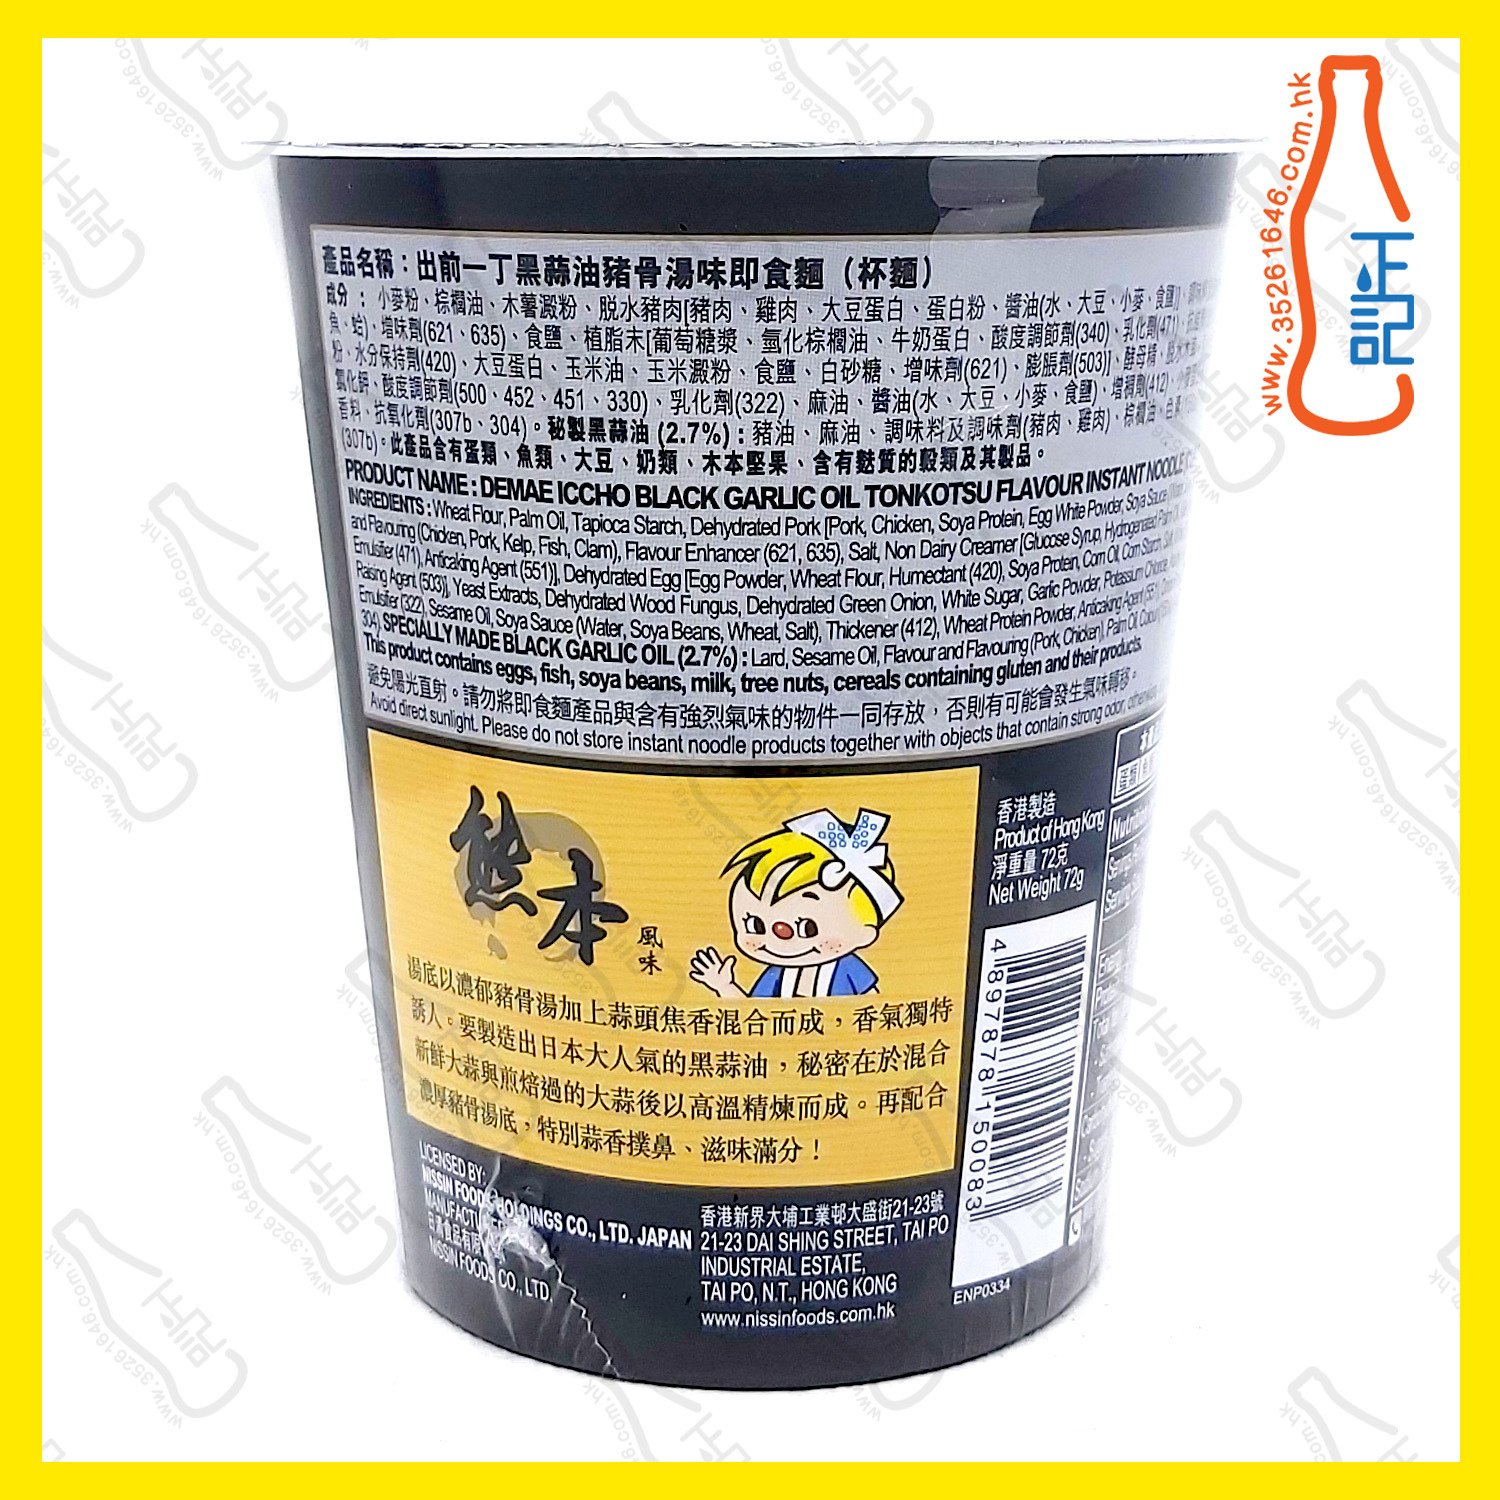 產品名稱：出前一丁黑蒜油豬骨湯味即食麵（杯麵）
成分：小麥粉、棕櫚油、木薯澱粉、脫水豬肉[豬肉、雞肉、大豆蛋白、蛋白粉、醬油(水、大豆、小麥、食鹽)、
魚、蛤)、增味劑(621、635)、食鹽、植脂末[葡萄糖漿、氫化棕櫚油、牛奶蛋白、酸度調節劑(340)、乳化劑(471)、
粉、水分保持劑(420)、大豆蛋白、玉米油、玉米澱粉、食鹽、白砂糖、增味劑(621)、膨脹劑(503)]、酵母精、
氯化鉀、酸度調節劑(500、452、451、330)、乳化劑(322)、麻油、醬油(水、大豆、小麥、食鹽)、增稠劑(412)、
香料、抗氧化劑(307b、304)。秘製黑蒜油 (2.7%)：豬油、麻油、調味料及調味劑(豬肉、雞肉)、棕櫚油、
(307b)。此產品含有蛋類、魚類、大豆、奶類、木本堅果、含有麩質的穀類及其製品。
PRODUCT NAME : DEMAE ICCHO BLACK GARLIC OIL TONKOTSU FLAVOUR INSTANT NOODLE
INGREDIENTS : Wheat Flour, Palm Oil, Tapioca Starch, Dehydrated Pork [Pork, Chicken, Soya Protein, Egg White Powder, Soya Sauce
and Flavouring (Chicken, Pork, Kelp, Fish, Clam), Flavour Enhancer (621, 635), Salt, Non Dairy Creamer [Glucose Syrup, Hydrogenated Palm Oil,
Emulsifier (471), Anticaking Agent (551)], Dehydrated Egg [Egg Powder, Wheat Flour, Humectant (420), Soya Protein, Corn Oil, Corn Starch,
Raising Agent (503)], Yeast Extracts, Dehydrated Wood Fungus, Dehydrated Green Onion, White Sugar, Garlic Powder, Potassium Chloride,
Emulsifier (322), Sesame Oil, Soya Sauce (Water, Soya Beans, Wheat, Salt), Thickener (412), Wheat Protein Powder, Anticaking Agent (551),
304). SPECIALLY MADE BLACK GARLIC OIL (2.7%) : Lard, Sesame Oil, Flavour and Flavouring (Pork, Chicken), Palm Oil,
This product contains eggs, fish, soya beans, milk, tree nuts, cereals containing gluten and their products.
避免陽光直射。請勿將即食麵產品與含有強烈氣味的物件一同存放，否則有可能會發生氣味轉移。
Avoid direct sunlight. Please do not store instant noodle products together with objects that contain strong odor,
熊本
風味
湯底以濃郁豬骨湯加上蒜頭焦香混合而成，香氣獨特
誘人。要製造出日本大人氣的黑蒜油，秘密在於混合
新鮮大蒜與煎焙過的大蒜後以高溫精煉而成。再配合
濃厚豬骨湯底，特別蒜香撲鼻、滋味滿分！
香港製造
Product of Hong Kong
淨重量 72克
Net Weight 72g
4 897878 150083
ENP0334
LICENSED BY:
NISSIN FOODS HOLDINGS CO., LTD. JAPAN
日清食品有限
NISSIN FOODS CO., LTD.
香港新界大埔工業邨大盛街21-23號
21-23 DAI SHING STREET, TAI PO
INDUSTRIAL ESTATE,
TAI PO, N.T., HONG KONG
www.nissinfoods.com.hk
www.35261646.com.hk
正記